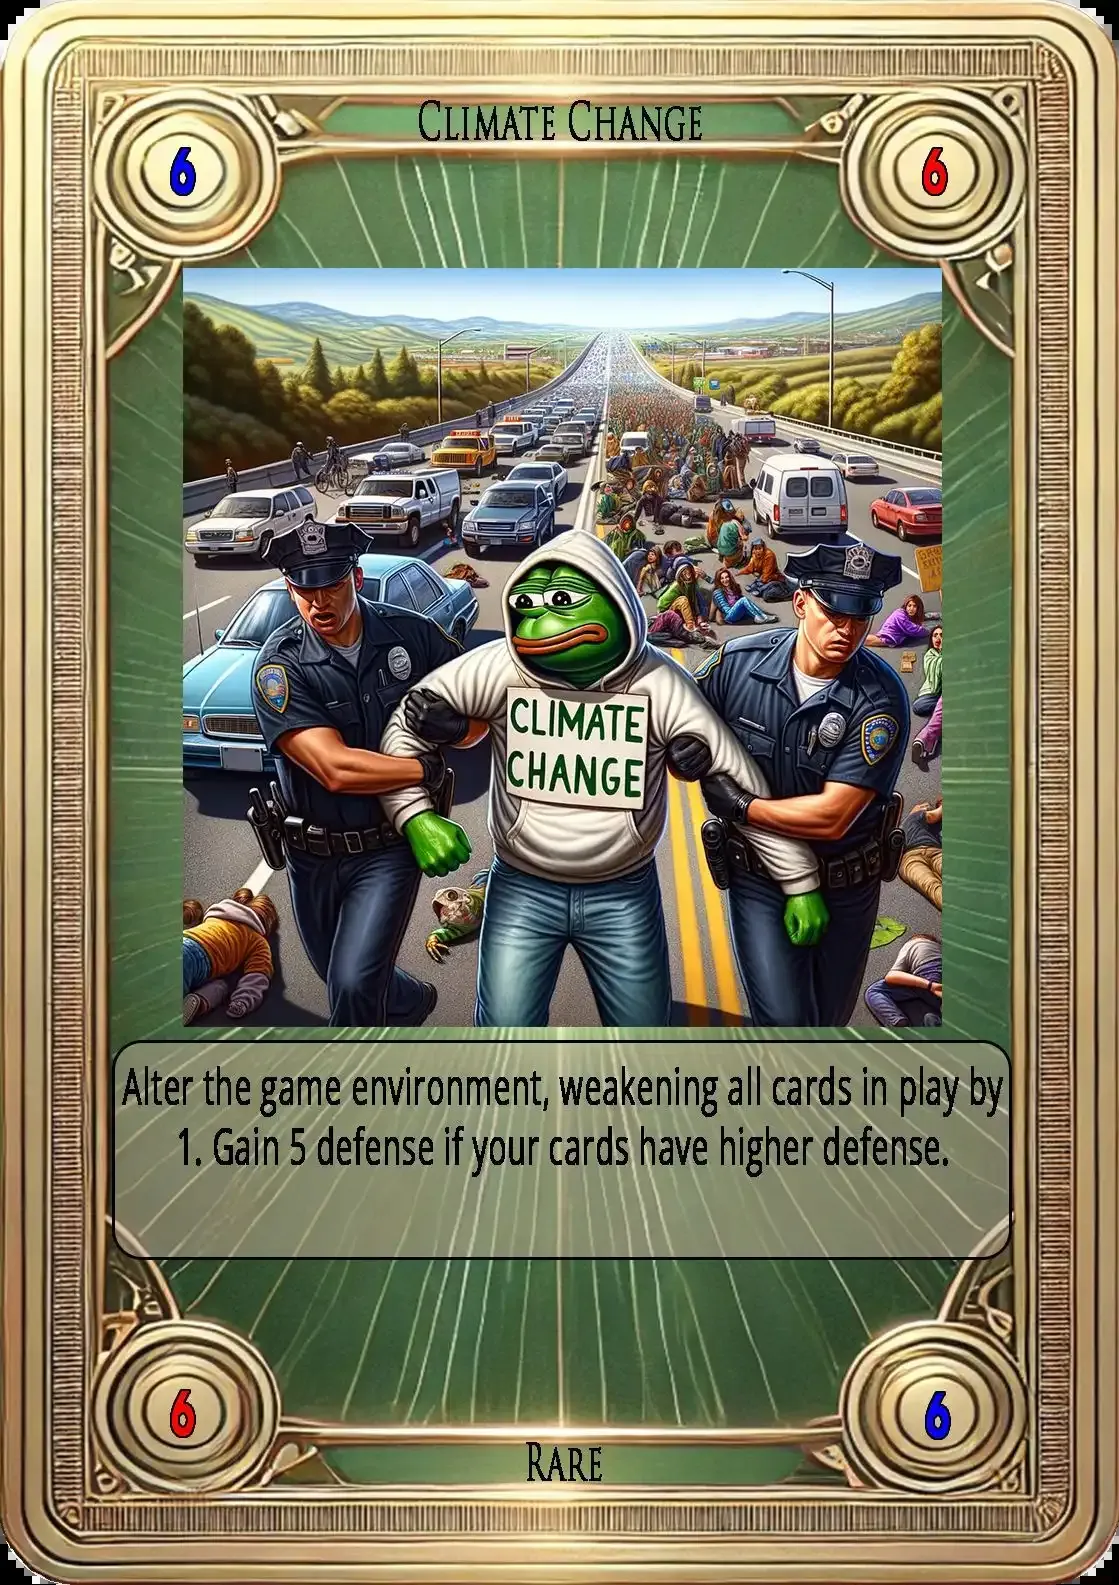 Climate Change
6
6
CLIMATE
CHANGE
Alter the game environment, weakening all cards in play by
1. Gain 5 defense if your cards have higher defense.
6
6
Rare